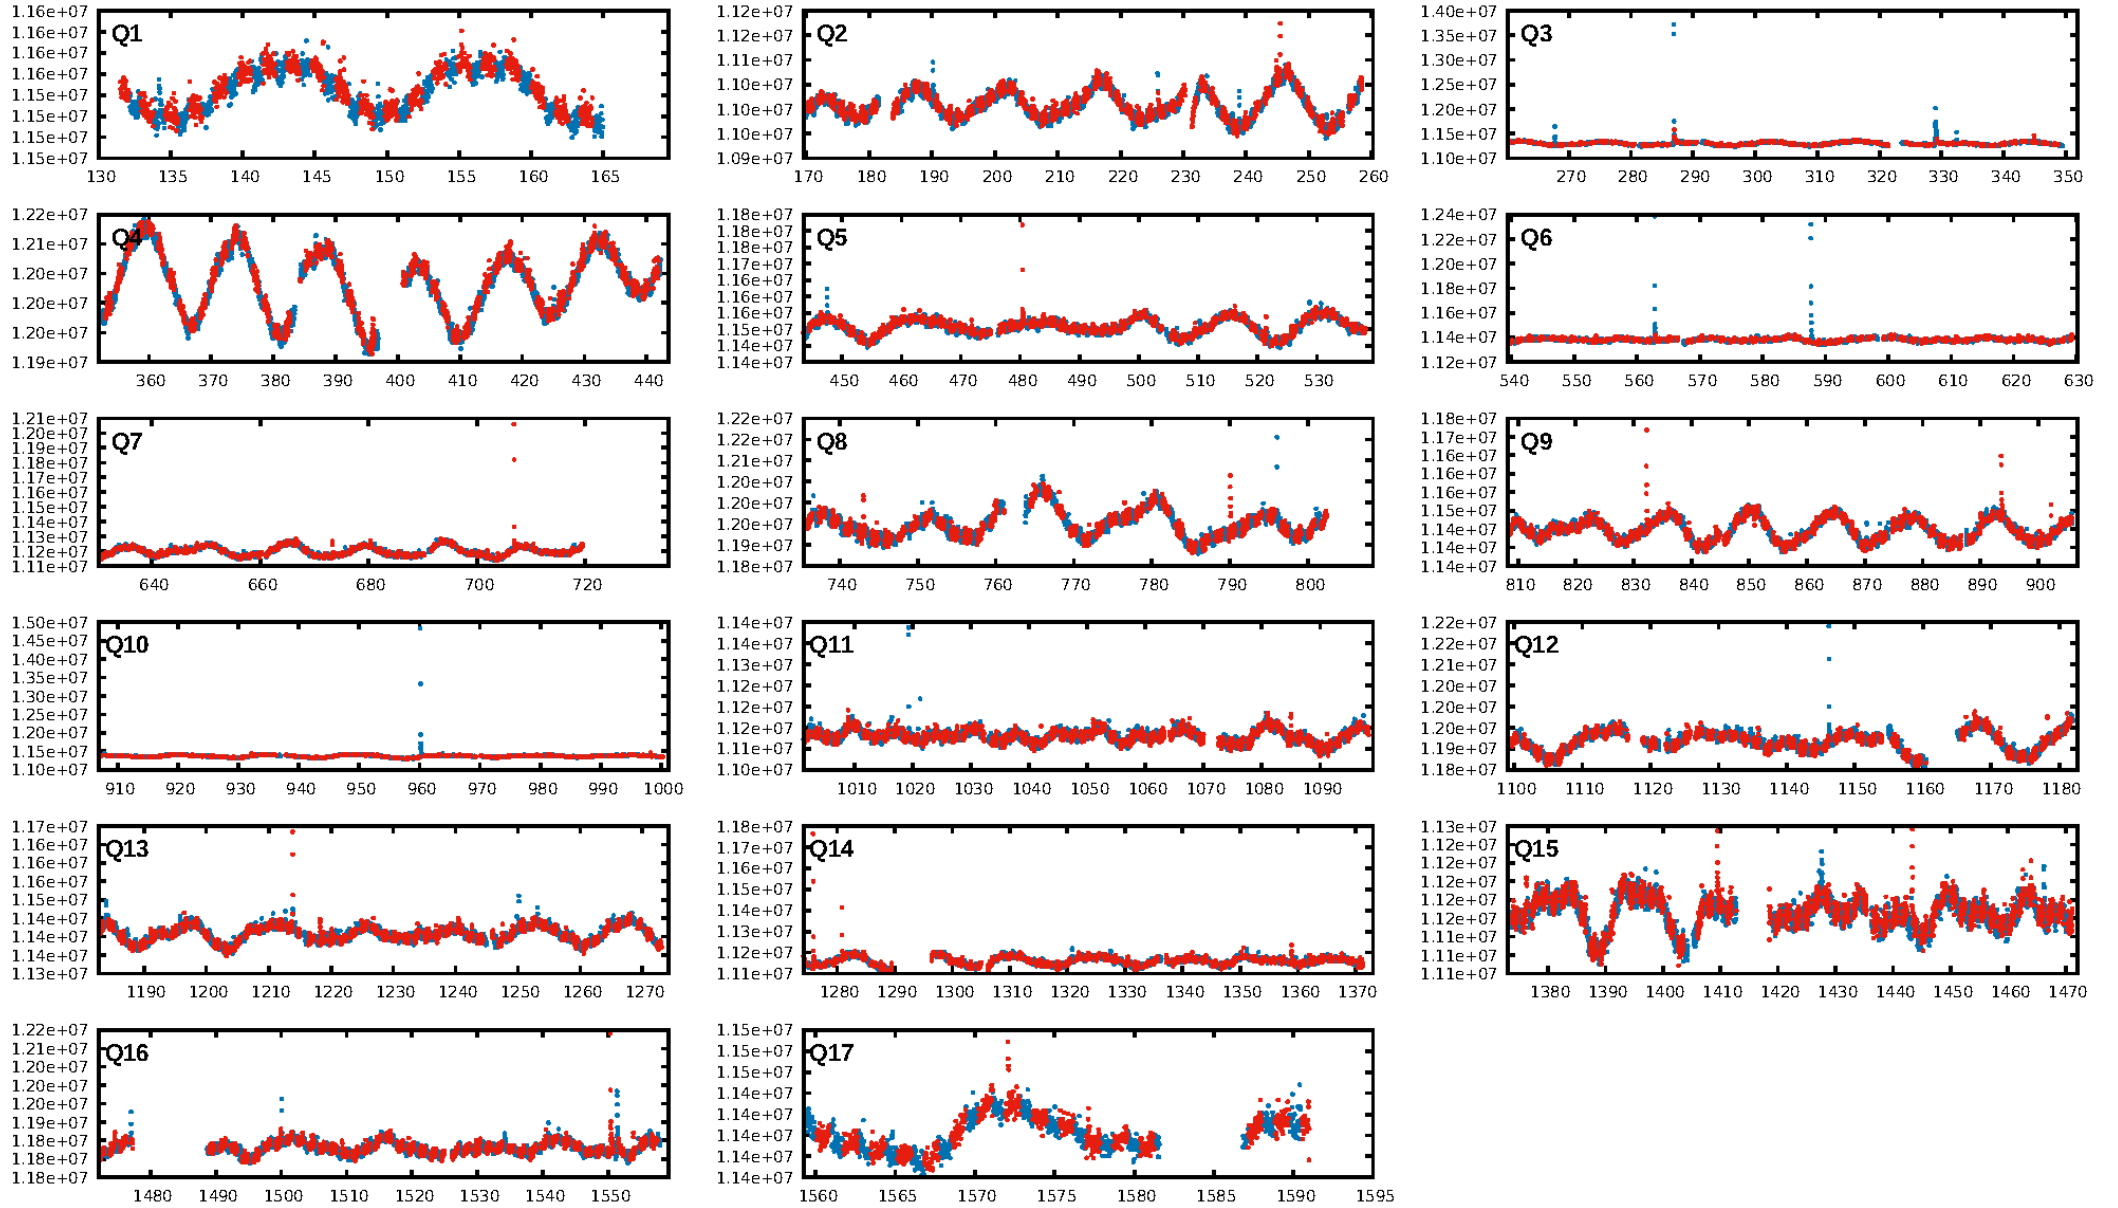 1.16e+07
1.16e+07
1.16e+07
1.16e+07
1.15e+07
1.15e+07
1.15e+07
1.15e+07
Q1
130 135 140 145 150 155 160 165
1.12e+07
1.12e+07
1.11e+07
1.10e+07
1.10e+07
1.10e+07
1.09e+07
Q2
170 180 190 200 210 220 230 240 250 260
1.40e+07
1.35e+07
1.30e+07
1.25e+07
1.20e+07
1.15e+07
1.10e+07
Q3
270 280 290 300 310 320 330 340 350
1.22e+07
1.21e+07
1.20e+07
1.20e+07
1.20e+07
1.19e+07
Q4
360 370 380 390 400 410 420 430 440
1.18e+07
1.18e+07
1.18e+07
1.17e+07
1.16e+07
1.16e+07
1.16e+07
1.15e+07
1.14e+07
1.14e+07
Q5
450 460 470 480 490 500 510 520 530
1.24e+07
1.22e+07
1.20e+07
1.18e+07
1.16e+07
1.14e+07
1.12e+07
Q6
540 550 560 570 580 590 600 610 620 630
1.21e+07
1.21e+07
1.19e+07
1.18e+07
1.17e+07
1.16e+07
1.15e+07
1.14e+07
1.13e+07
1.12e+07
1.11e+07
Q7
640 660 680 700 720
1.22e+07
1.22e+07
1.21e+07
1.20e+07
1.20e+07
1.20e+07
1.19e+07
1.18e+07
Q8
740 750 760 770 780 790 800
1.18e+07
1.17e+07
1.16e+07
1.16e+07
1.16e+07
1.15e+07
1.14e+07
1.14e+07
1.14e+07
Q9
810 820 830 840 850 860 870 880 890 900
1.50e+07
1.45e+07
1.40e+07
1.35e+07
1.30e+07
1.25e+07
1.20e+07
1.15e+07
1.10e+07
Q10
910 920 930 940 950 960 970 980 990 1000
1.14e+07
1.14e+07
1.13e+07
1.12e+07
1.12e+07
1.12e+07
1.11e+07
1.10e+07
Q11
1010 1020 1030 1040 1050 1060 1070 1080 1090
1.22e+07
1.22e+07
1.21e+07
1.20e+07
1.20e+07
1.20e+07
1.19e+07
1.18e+07
Q12
1100 1110 1120 1130 1140 1150 1160 1170 1180
1.17e+07
1.16e+07
1.16e+07
1.16e+07
1.15e+07
1.14e+07
1.14e+07
1.14e+07
1.13e+07
Q13
1190 1200 1210 1220 1230 1240 1250 1260 1270
1.18e+07
1.17e+07
1.16e+07
1.15e+07
1.14e+07
1.13e+07
1.12e+07
1.11e+07
Q14
1280 1290 1300 1310 1320 1330 1340 1350 1360 1370
1.13e+07
1.12e+07
1.12e+07
1.12e+07
1.12e+07
1.12e+07
1.11e+07
1.11e+07
1.11e+07
Q15
1380 1390 1400 1410 1420 1430 1440 1450 1460 1470
1.22e+07
1.21e+07
1.20e+07
1.20e+07
1.20e+07
1.19e+07
1.18e+07
1.18e+07
1.18e+07
Q16
1480 1490 1500 1510 1520 1530 1540 1550
1.15e+07
1.15e+07
1.15e+07
1.14e+07
1.14e+07
1.14e+07
1.14e+07
1.14e+07
Q17
1560 1565 1570 1575 1580 1585 1590 1595